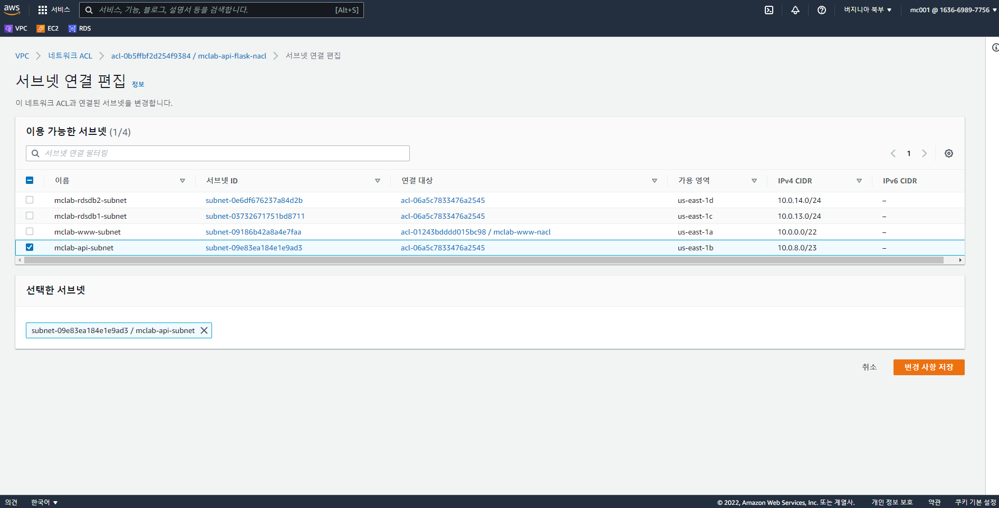 aws 서비스 서비스, 기능, 블로그, 설명서 등을 검색합니다. [Alt+S] 버지니아 북부 ▼ mc001 @ 1636-6989-7756 ▼
VPC EC2 RDS
VPC > 네트워크 ACL > acl-0b5ffbf2d254f9384 / mclab-api-flask-nacl > 서브넷 연결 편집
서브넷 연결 편집 정보
이 네트워크 ACL과 연결된 서브넷을 변경합니다.
이용 가능한 서브넷 (1/4)
서브넷 연결 필터링 < 1 >
이름 서브넷 ID 연결 대상 가용 영역 IPv4 CIDR IPv6 CIDR
mclab-rdsdb2-subnet subnet-0e6df676237a84d2b acl-06a5c7833476a2545 us-east-1d 10.0.14.0/24 –
mclab-rdsdb1-subnet subnet-03732671751bd8711 acl-06a5c7833476a2545 us-east-1c 10.0.13.0/24 –
mclab-www-subnet subnet-09186b42a8a4e7faa acl-01243bdddd015bc98 / mclab-www-nacl us-east-1a 10.0.0.0/22 –
mclab-api-subnet subnet-09e83ea184e1e9ad3 acl-06a5c7833476a2545 us-east-1b 10.0.8.0/23 –
선택한 서브넷
subnet-09e83ea184e1e9ad3 / mclab-api-subnet
취소 변경 사항 저장
의견 한국어 ▼ © 2022, Amazon Web Services, Inc. 또는 계열사. 개인 정보 보호 약관 쿠키 기본 설정